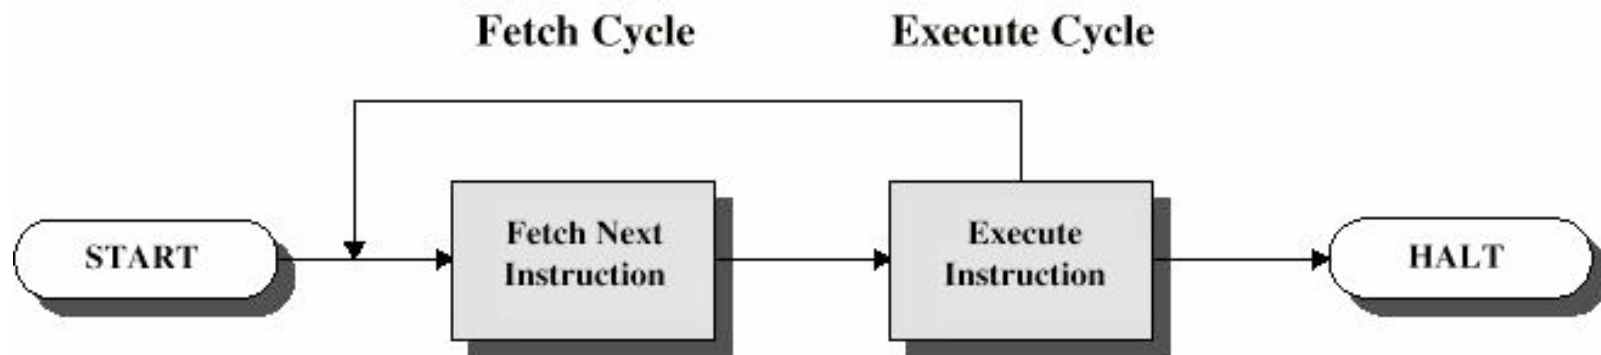 Fetch Cycle
Execute Cycle
START
Fetch Next
Instruction
Execute
Instruction
HALT